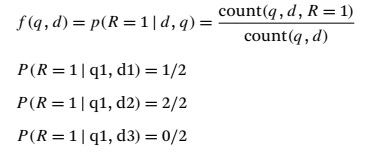 f(q, d) = p(R = 1 | d, q) = count(q, d, R = 1) / count(q, d)
P(R = 1 | q1, d1) = 1/2
P(R = 1 | q1, d2) = 2/2
P(R = 1 | q1, d3) = 0/2